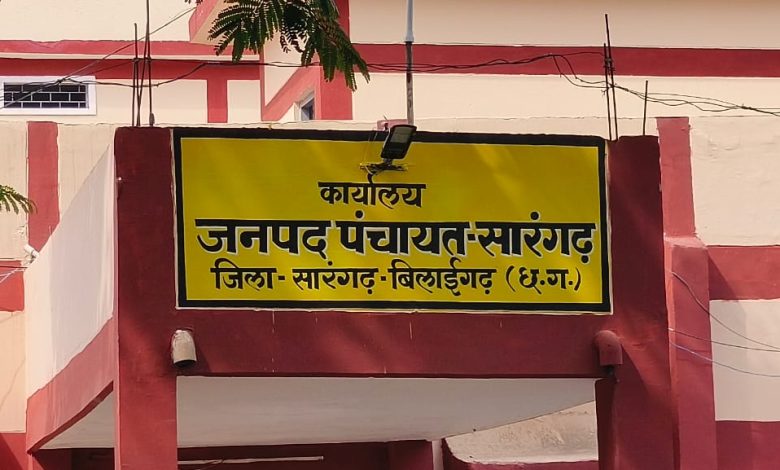 कार्यालय
जनपद पंचायत-सारंगढ़
जिला - सारंगढ़ - बिलाईगढ़ (छ.ग.)